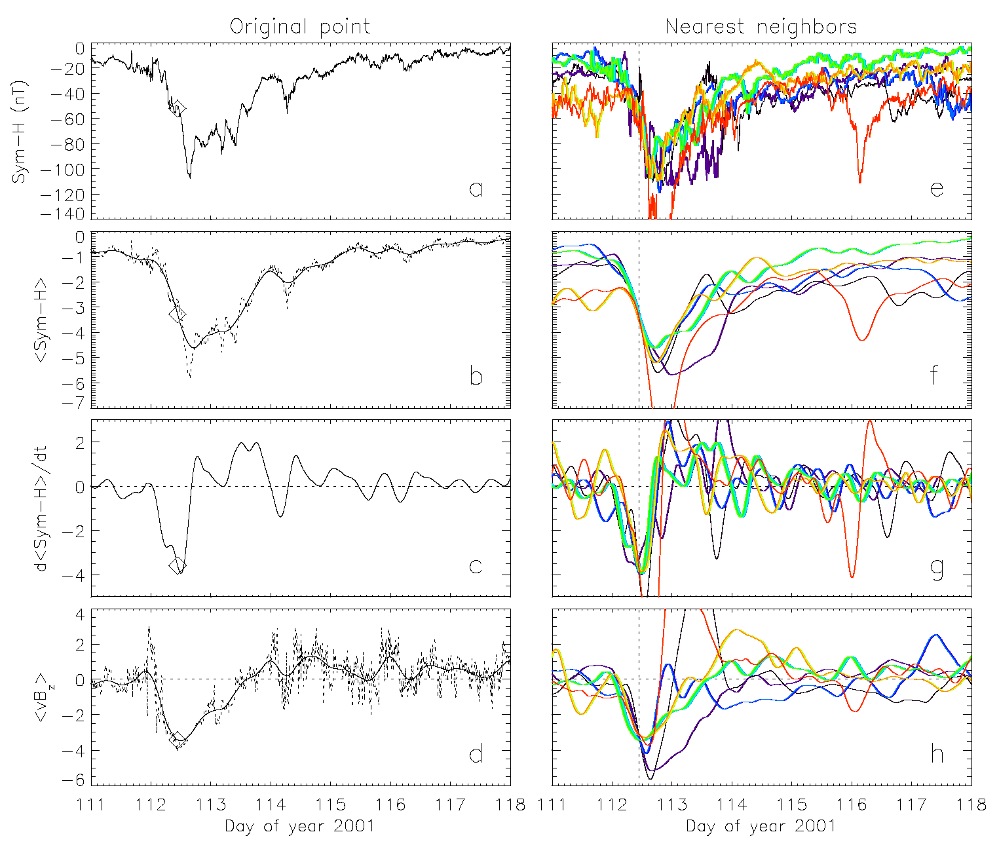 Original point
Nearest neighbors
Sym-H (nT)
0
-20
-40
-60
-80
-100
-120
-140
a
e
<Sym-H>
0
-1
-2
-3
-4
-5
-6
-7
b
f
d<Sym-H>/dt
2
0
-2
-4
c
g
<vBz>
4
2
0
-2
-4
-6
d
h
111 112 113 114 115 116 117 118
111 112 113 114 115 116 117 118
Day of year 2001
Day of year 2001